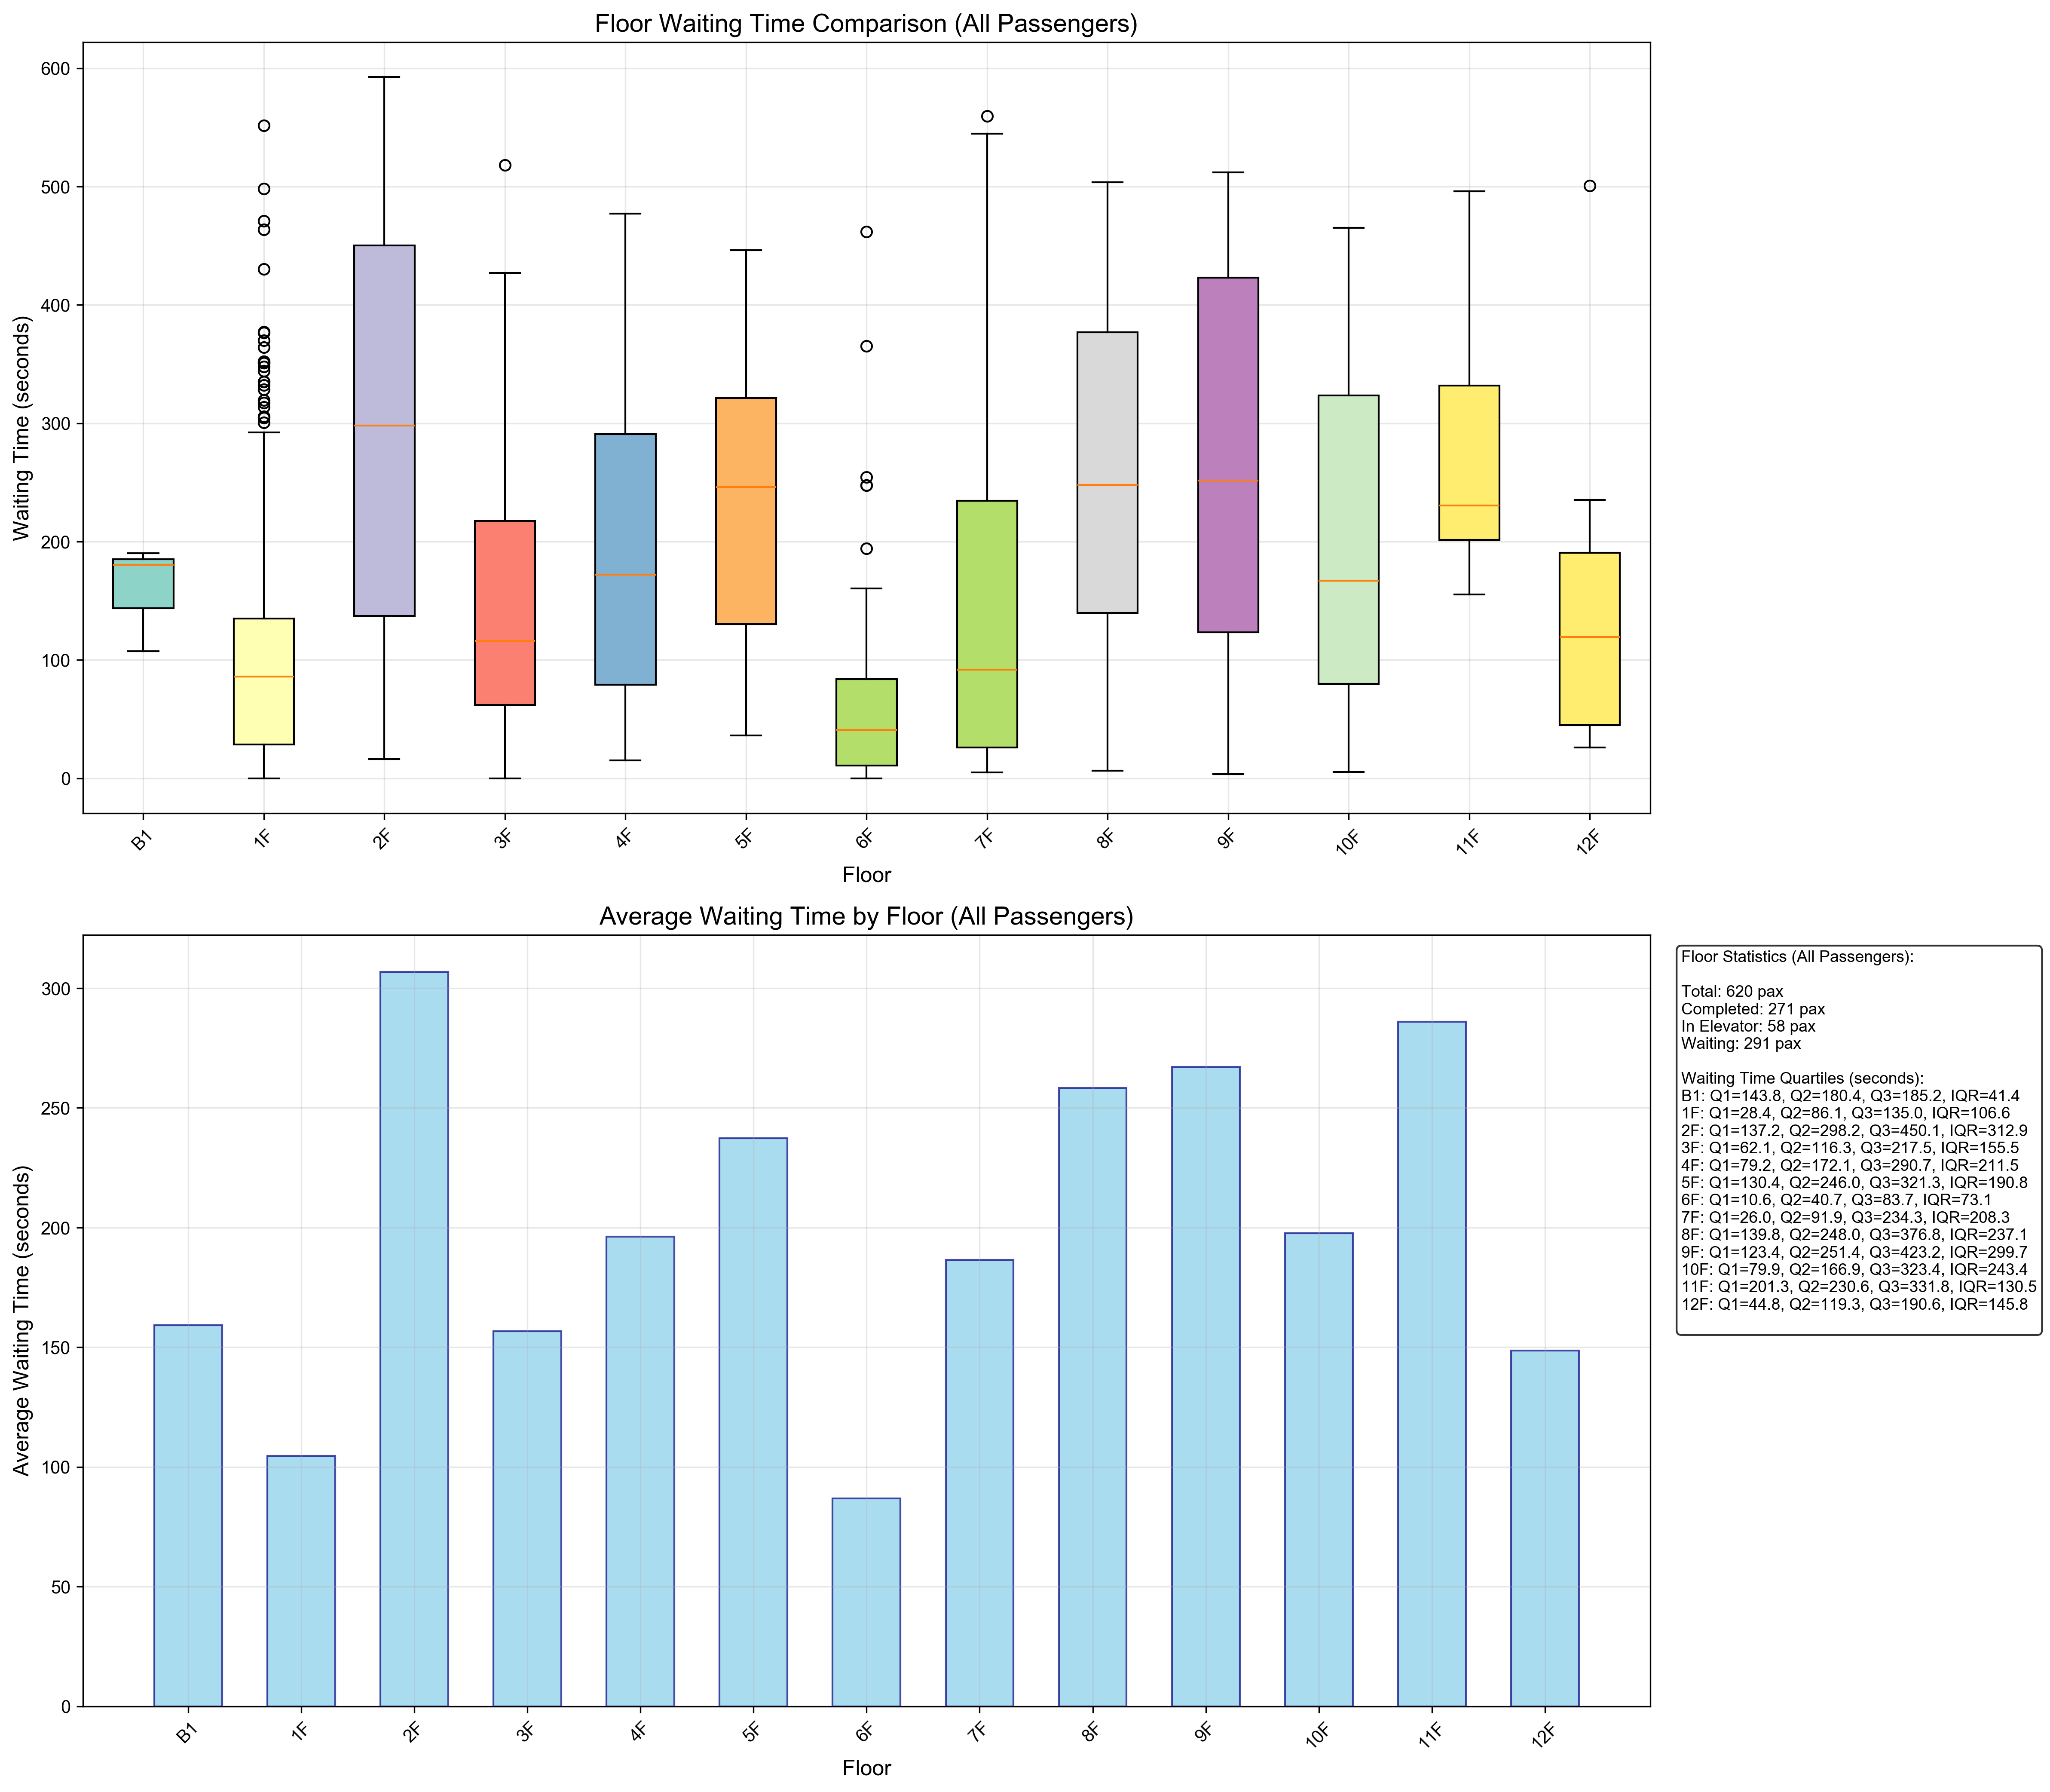 Floor Waiting Time Comparison (All Passengers)
Waiting Time (seconds)
600
500
400
300
200
100
0
B1
1F
2F
3F
4F
5F
6F
7F
8F
9F
10F
11F
12F
Floor
Average Waiting Time by Floor (All Passengers)
Average Waiting Time (seconds)
300
250
200
150
100
50
0
B1
1F
2F
3F
4F
5F
6F
7F
8F
9F
10F
11F
12F
Floor
Floor Statistics (All Passengers):
Total: 620 pax
Completed: 271 pax
In Elevator: 58 pax
Waiting: 291 pax
Waiting Time Quartiles (seconds):
B1: Q1=143.8, Q2=180.4, Q3=185.2, IQR=41.4
1F: Q1=28.4, Q2=86.1, Q3=135.0, IQR=106.6
2F: Q1=137.2, Q2=298.2, Q3=450.1, IQR=312.9
3F: Q1=62.1, Q2=116.3, Q3=217.5, IQR=155.5
4F: Q1=79.2, Q2=172.1, Q3=290.7, IQR=211.5
5F: Q1=130.4, Q2=246.0, Q3=321.3, IQR=190.8
6F: Q1=10.6, Q2=40.7, Q3=83.7, IQR=73.1
7F: Q1=26.0, Q2=91.9, Q3=234.3, IQR=208.3
8F: Q1=139.8, Q2=248.0, Q3=376.8, IQR=237.1
9F: Q1=123.4, Q2=251.4, Q3=423.2, IQR=299.7
10F: Q1=79.9, Q2=166.9, Q3=323.4, IQR=243.4
11F: Q1=201.3, Q2=230.6, Q3=331.8, IQR=130.5
12F: Q1=44.8, Q2=119.3, Q3=190.6, IQR=145.8